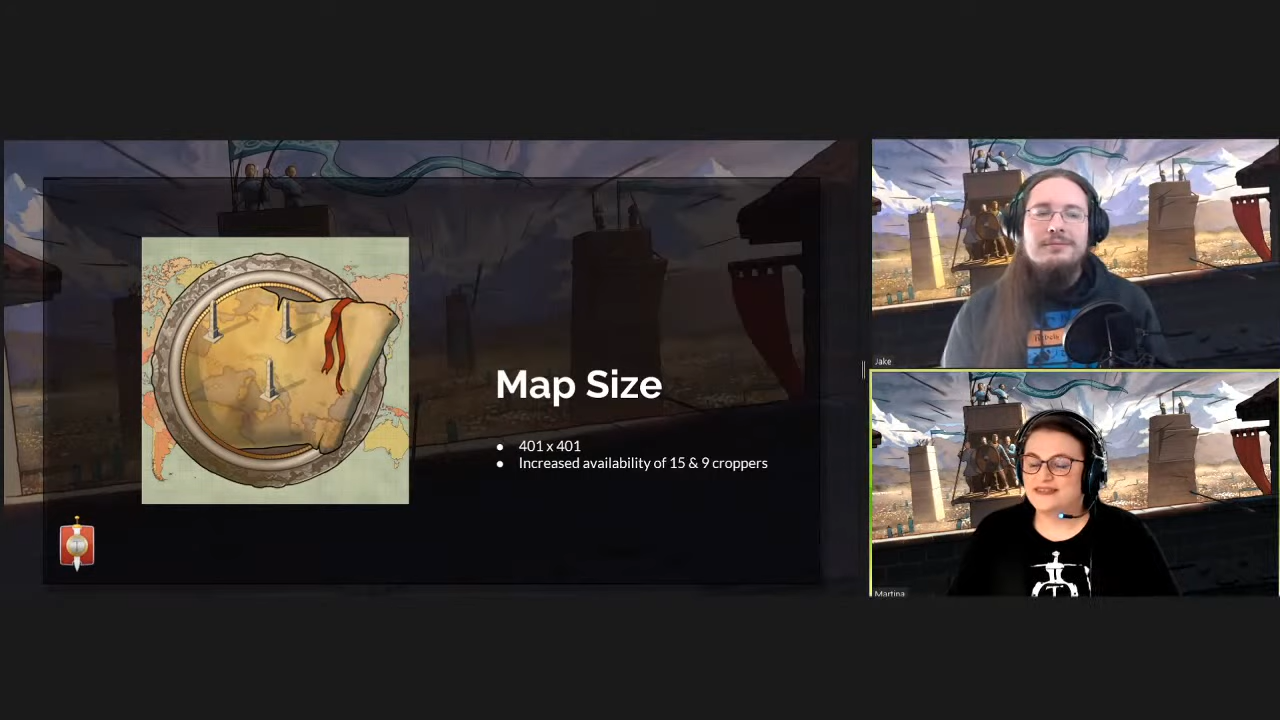 Map Size
● 401 x 401
● Increased availability of 15 & 9 croppers
Jake
Martina